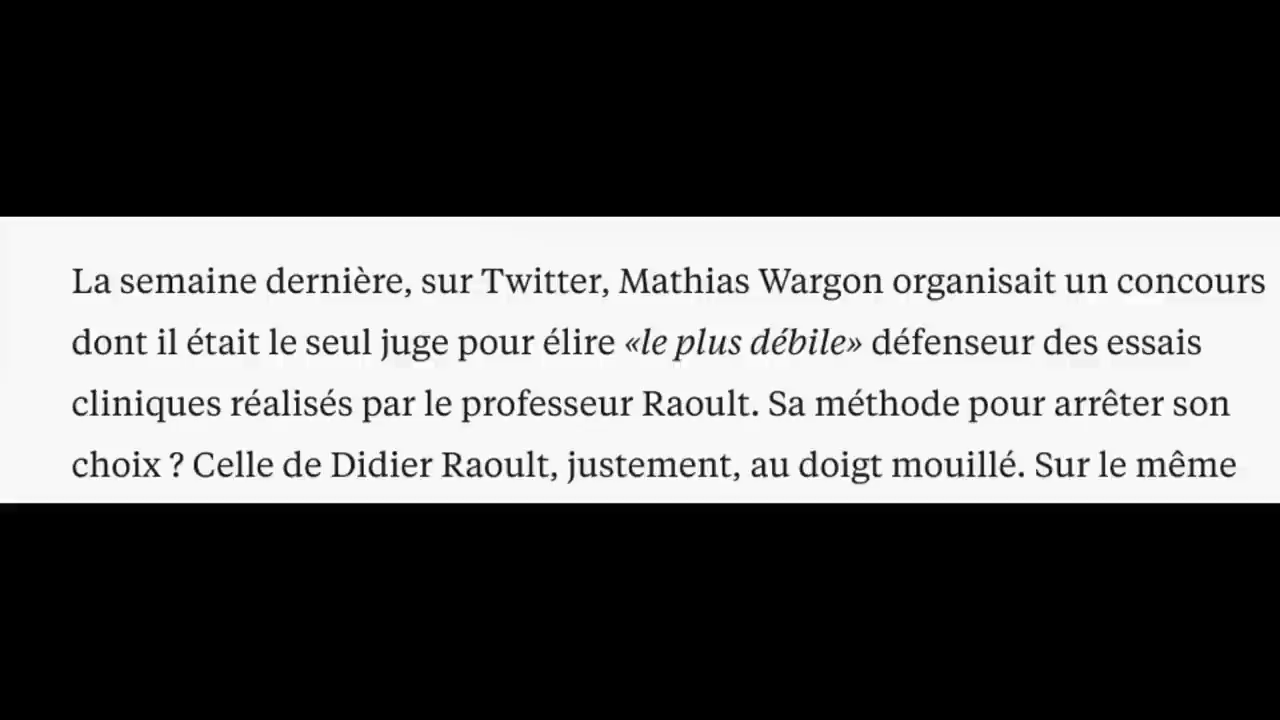 La semaine dernière, sur Twitter, Mathias Wargon organisait un concours
dont il était le seul juge pour élire «le plus débile» défenseur des essais
cliniques réalisés par le professeur Raoult. Sa méthode pour arrêter son
choix ? Celle de Didier Raoult, justement, au doigt mouillé. Sur le même